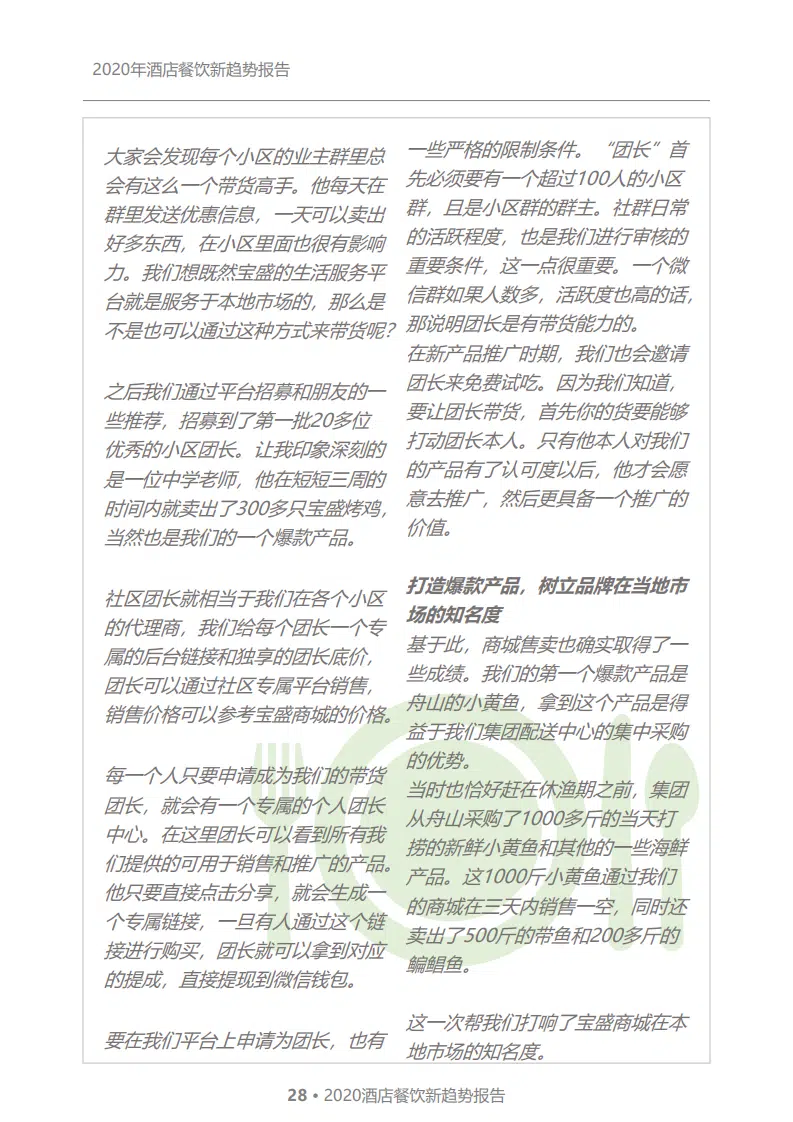 2020年酒店餐饮新趋势报告
大家会发现每个小区的业主群里总
会有这么一个带货高手。他每天在
群里发送优惠信息，一天可以卖出
好多东西，在小区里面也很有影响
力。我们想既然宝盛的生活服务平
台就是服务于本地市场的，那么是
不是也可以通过这种方式来带货呢？
之后我们通过平台招募和朋友的一
些推荐，招募到了第一批20多位
优秀的小区团长。让我印象深刻的
是一位中学老师，他在短短三周的
时间内就卖出了300多只宝盛烤鸡，
当然也是我们的一个爆款产品。
社区团长就相当于我们在各个小区
的代理商，我们给每个团长一个专
属的后台链接和独享的团长底价，
团长可以通过社区专属平台销售，
销售价格可以参考宝盛商城的价格。
每一个人只要申请成为我们的带货
团长，就会有一个专属的个人团长
中心。在这里团长可以看到所有我
们提供的可用于销售和推广的产品。
他只要直接点击分享，就会生成一
个专属链接，一旦有人通过这个链
接进行购买，团长就可以拿到对应
的提成，直接提现到微信钱包。
要在我们平台上申请为团长，也有
一些严格的限制条件。“团长”首
先必须要有一个超过100人的小区
群，且是小区群的群主。社群日常
的活跃程度，也是我们进行审核的
重要条件，这一点很重要。一个微
信群如果人数多，活跃度也高的话，
那说明团长是有带货能力的。
在新产品推广时期，我们也会邀请
团长来免费试吃。因为我们知道，
要让团长带货，首先你的货要能够
打动团长本人。只有他本人对我们
的产品有了认可度以后，他才会愿
意去推广，然后更具备一个推广的
价值。
打造爆款产品，树立品牌在当地市
场的知名度
基于此，商城售卖也确实取得了一
些成绩。我们的第一个爆款产品是
舟山的小黄鱼，拿到这个产品是得
益于我们集团配送中心的集中采购
的优势。
当时也恰好赶在休渔期之前，集团
从舟山采购了1000多斤的当天打
捞的新鲜小黄鱼和其他的一些海鲜
产品。这1000斤小黄鱼通过我们
的商城在三天内销售一空，同时还
卖出了500斤的带鱼和200多斤的
鳊鲳鱼。
这一次帮我们打响了宝盛商城在本
地市场的知名度。
28 • 2020酒店餐饮新趋势报告